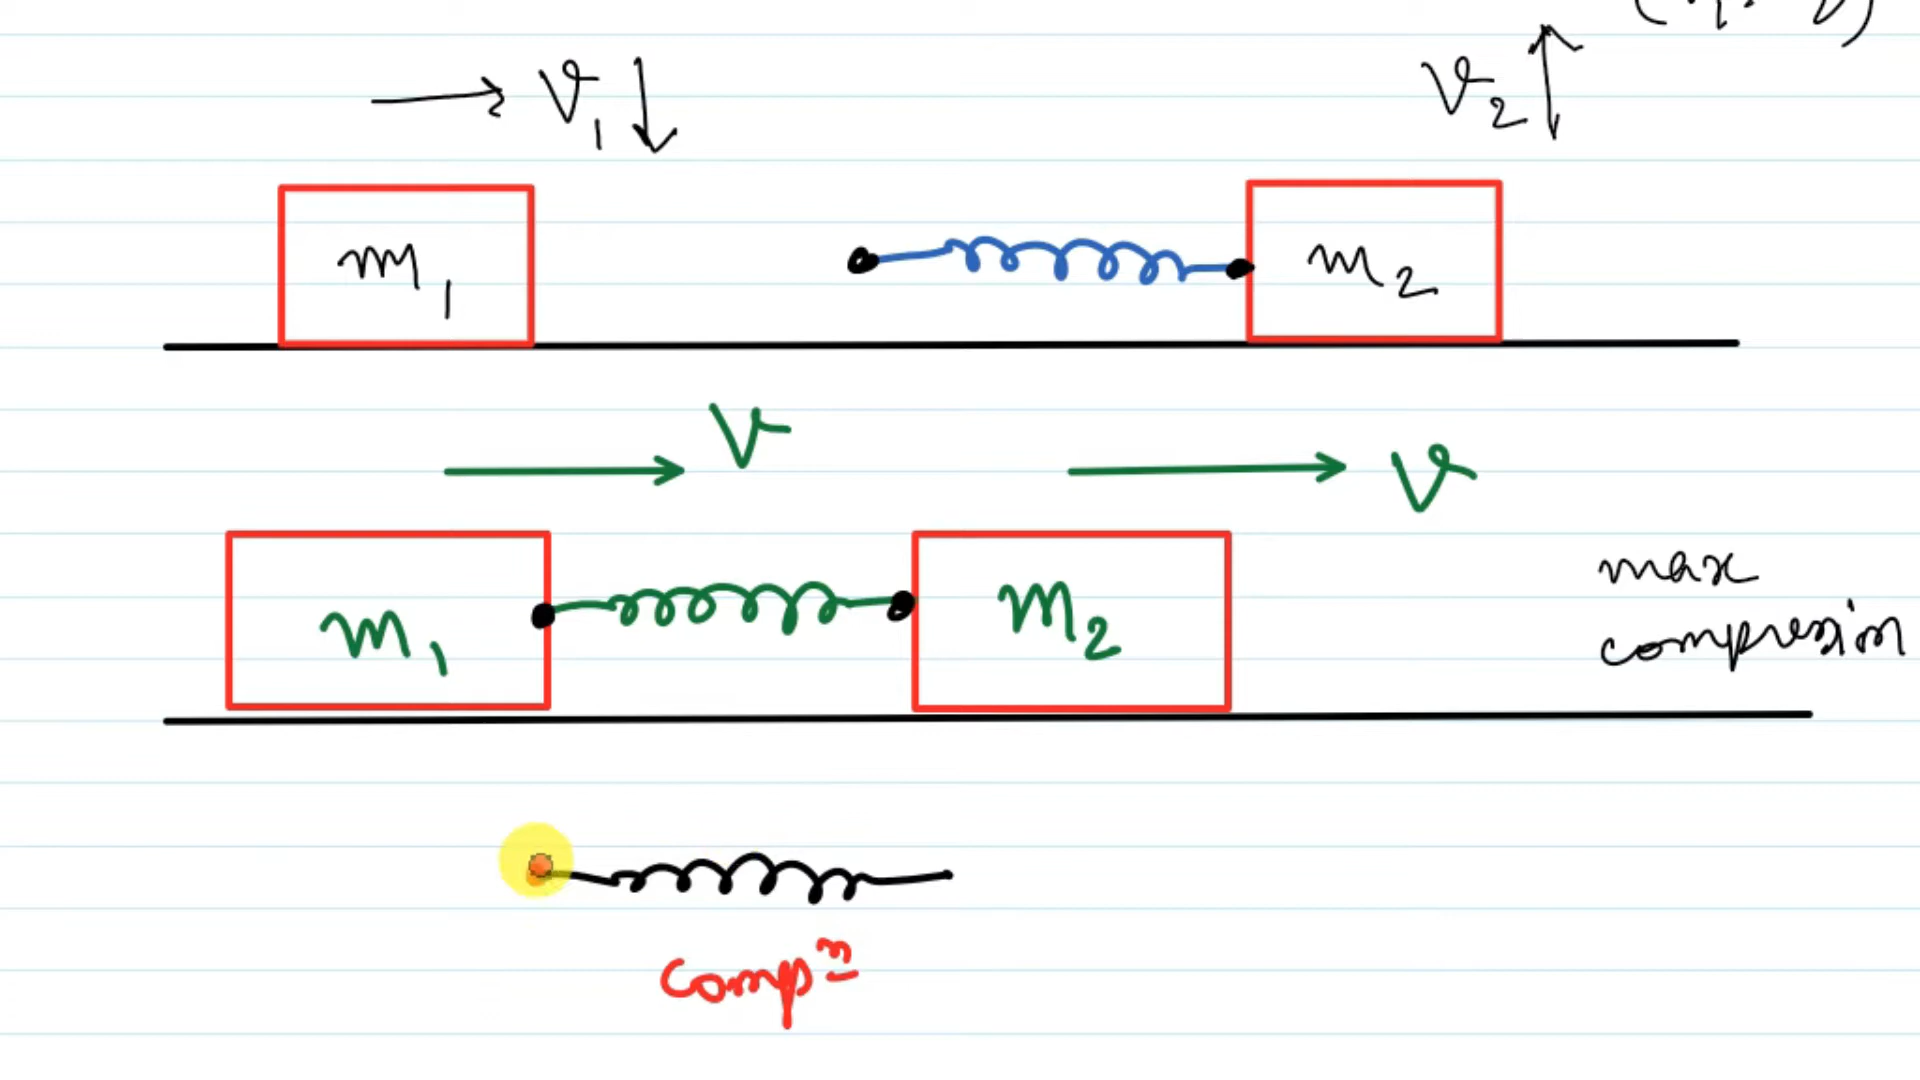 v₁ ↓
v₂ ↑
m₁
m₂
v
v
m₁
m₂
max
compression
compⁿ